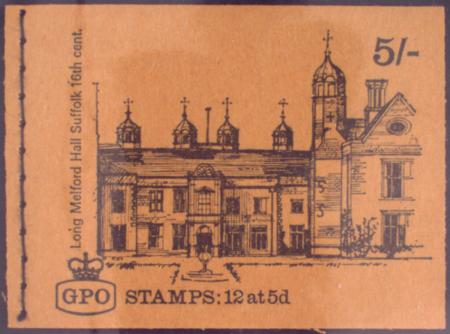 5/-
Long Melford Hall Suffolk 16th cent.
GPO STAMPS: 12 at 5d